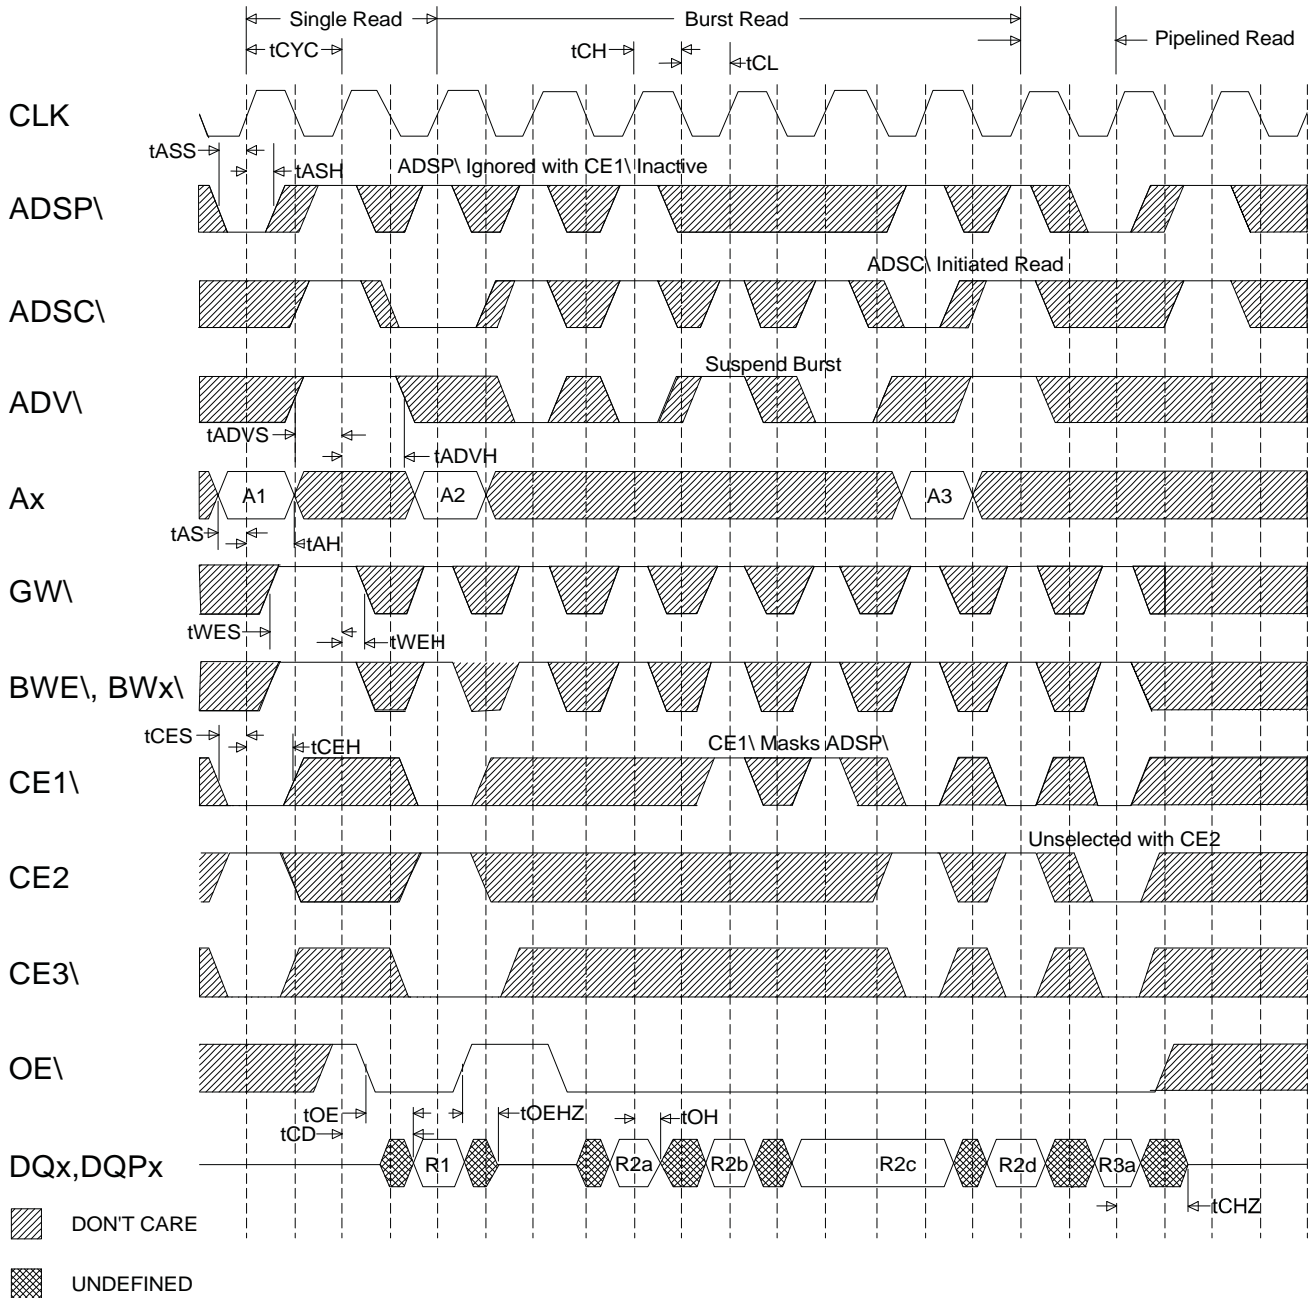 Single Read
Burst Read
Pipelined Read
tCYC
tCH
tCL
CLK
tASS
tASH
ADSP\ Ignored with CE1\ Inactive
ADSP\
ADSC\ Initiated Read
ADSC\
Suspend Burst
ADV\
tADVS
tADVH
Ax
A1
A2
A3
tAS
tAH
GW\
tWES
tWEH
BWE\, BWx\
tCES
tCEH
CE1\ Masks ADSP\
CE1\
Unselected with CE2
CE2
CE3\
OE\
tOE
tOEHZ
tOH
tCD
DQx,DQPx
R1
R2a
R2b
R2c
R2d
R3a
tCHZ
DON'T CARE
UNDEFINED